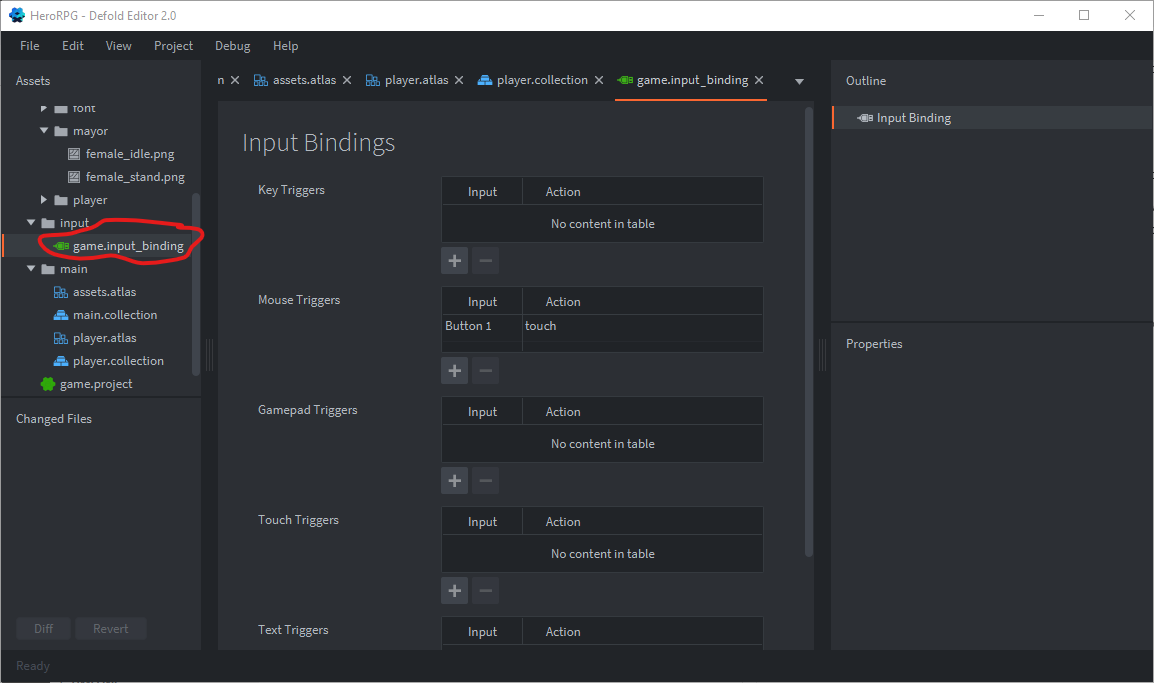 HeroRPG - Defold Editor 2.0
File Edit View Project Debug Help
Assets
font
mayor
female_idle.png
female_stand.png
player
input
game.input_binding
main
assets.atlas
main.collection
player.atlas
player.collection
game.project
Changed Files
Diff Revert
Ready
n assets.atlas player.atlas player.collection game.input_binding
Input Bindings
Key Triggers
Input Action
No content in table
Mouse Triggers
Input Action
Button 1 touch
Gamepad Triggers
Input Action
No content in table
Touch Triggers
Input Action
No content in table
Text Triggers
Input Action
Outline
Input Binding
Properties